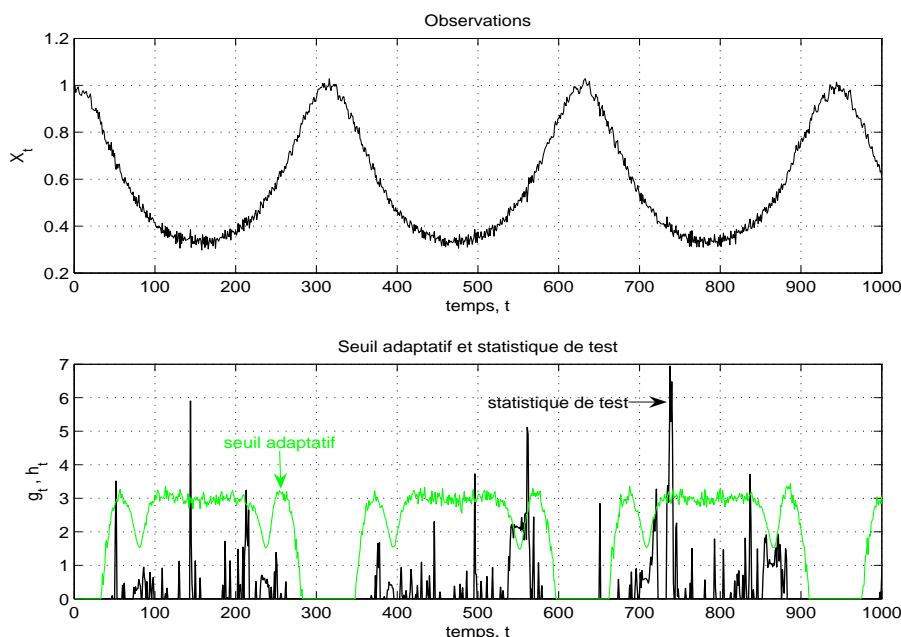 Observations
1.2
1
0.8
0.6
0.4
0.2
X_t
0 100 200 300 400 500 600 700 800 900 1000
temps, t
Seuil adaptatif et statistique de test
7
6
5
4
3
2
1
0
g_t , h_t
statistique de test
seuil adaptatif
0 100 200 300 400 500 600 700 800 900 1000
temps, t